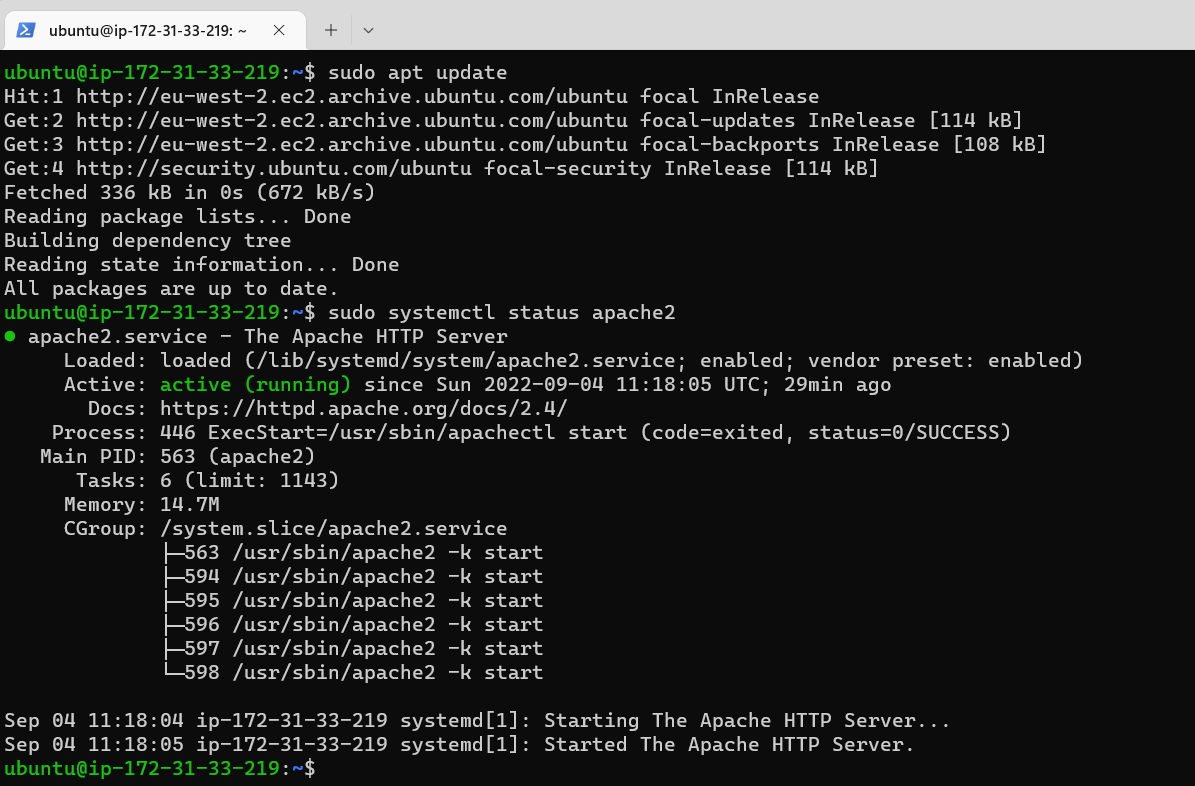 ubuntu@ip-172-31-33-219: ~
ubuntu@ip-172-31-33-219:~$ sudo apt update
Hit:1 http://eu-west-2.ec2.archive.ubuntu.com/ubuntu focal InRelease
Get:2 http://eu-west-2.ec2.archive.ubuntu.com/ubuntu focal-updates InRelease [114 kB]
Get:3 http://eu-west-2.ec2.archive.ubuntu.com/ubuntu focal-backports InRelease [108 kB]
Get:4 http://security.ubuntu.com/ubuntu focal-security InRelease [114 kB]
Fetched 336 kB in 0s (672 kB/s)
Reading package lists... Done
Building dependency tree
Reading state information... Done
All packages are up to date.
ubuntu@ip-172-31-33-219:~$ sudo systemctl status apache2
● apache2.service - The Apache HTTP Server
     Loaded: loaded (/lib/systemd/system/apache2.service; enabled; vendor preset: enabled)
     Active: active (running) since Sun 2022-09-04 11:18:05 UTC; 29min ago
       Docs: https://httpd.apache.org/docs/2.4/
    Process: 446 ExecStart=/usr/sbin/apachectl start (code=exited, status=0/SUCCESS)
   Main PID: 563 (apache2)
      Tasks: 6 (limit: 1143)
     Memory: 14.7M
     CGroup: /system.slice/apache2.service
             ├─563 /usr/sbin/apache2 -k start
             ├─594 /usr/sbin/apache2 -k start
             ├─595 /usr/sbin/apache2 -k start
             ├─596 /usr/sbin/apache2 -k start
             ├─597 /usr/sbin/apache2 -k start
             └─598 /usr/sbin/apache2 -k start

Sep 04 11:18:04 ip-172-31-33-219 systemd[1]: Starting The Apache HTTP Server...
Sep 04 11:18:05 ip-172-31-33-219 systemd[1]: Started The Apache HTTP Server.
ubuntu@ip-172-31-33-219:~$